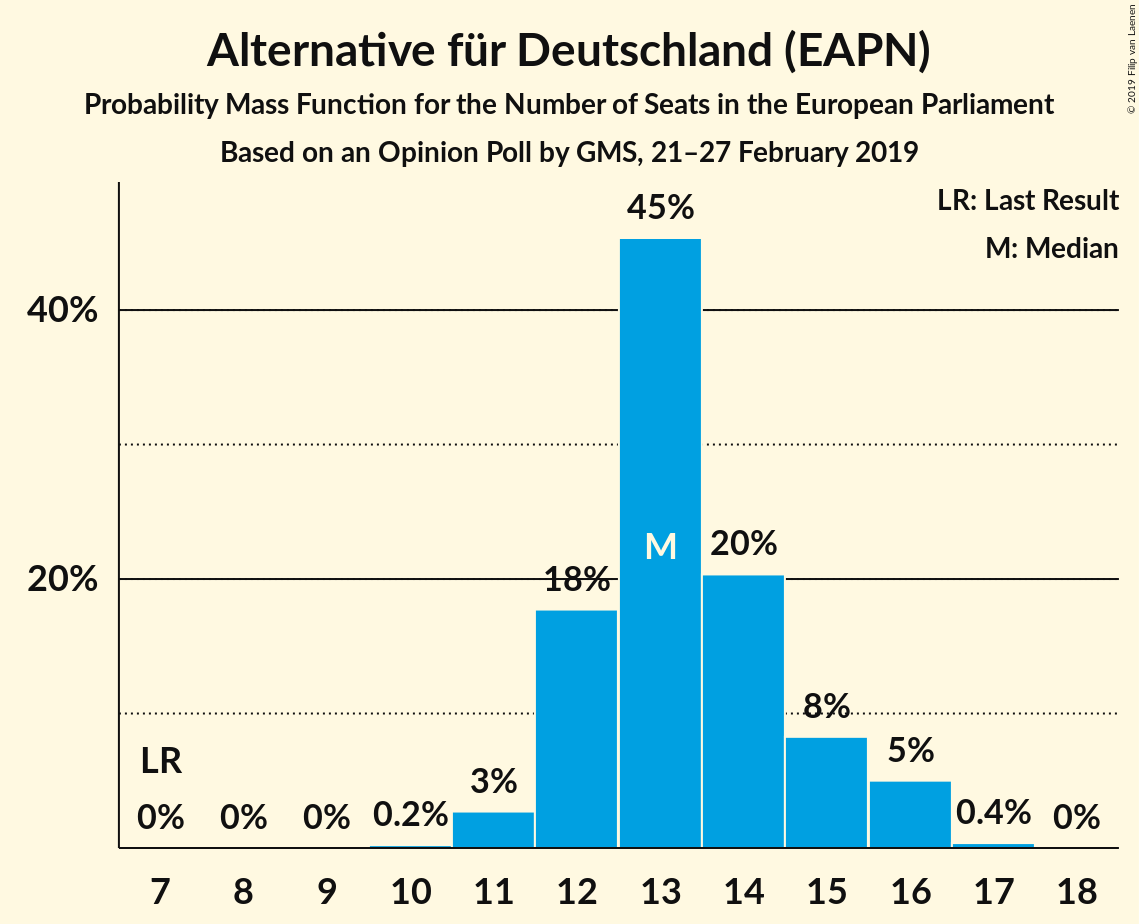 Alternative für Deutschland (EAPN)
Probability Mass Function for the Number of Seats in the European Parliament
Based on an Opinion Poll by GMS, 21–27 February 2019
© 2019 Filip van Laenen
LR: Last Result
M: Median
45%
40%
M
20%
20%
18%
8%
5%
LR
3%
0% 0% 0% 0.2% 0.4% 0%
7 8 9 10 11 12 13 14 15 16 17 18